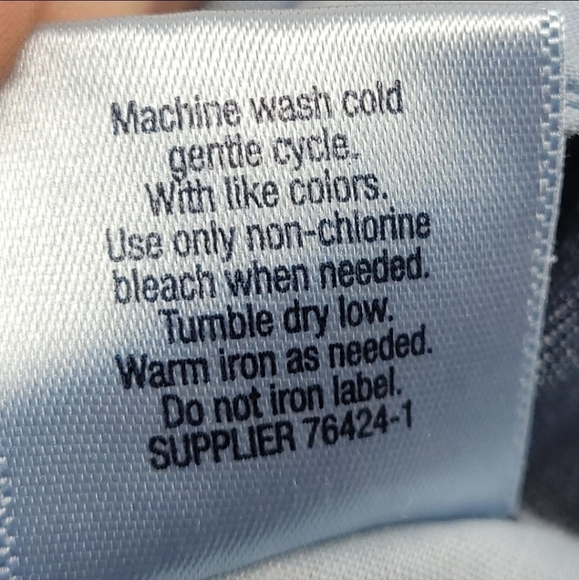 Machine wash cold
gentle cycle.
With like colors.
Use only non-chlorine
bleach when needed.
Tumble dry low.
Warm iron as needed.
Do not iron label.
SUPPLIER 76424-1